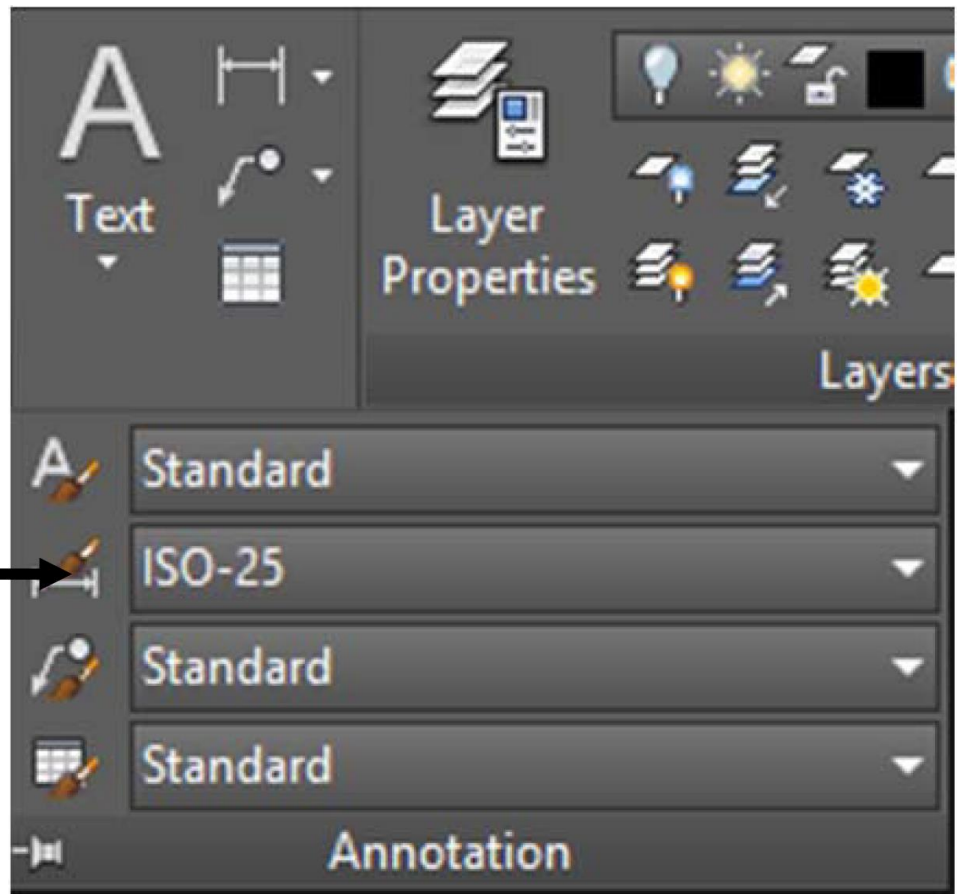 Text
Layer
Properties
Layers
Standard
ISO-25
Standard
Standard
Annotation